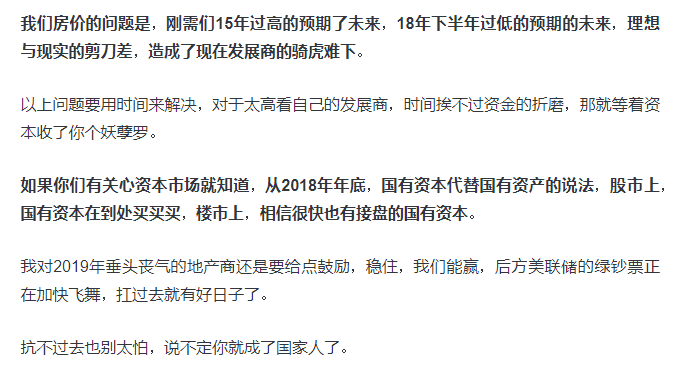 我们房价的问题是，刚需们15年过高的预期了未来，18年下半年过低的预期的未来，理想
与现实的剪刀差，造成了现在发展商的骑虎难下。
以上问题要用时间来解决，对于太高看自己的发展商，时间挨不过资金的折磨，那就等着资
本收了你个妖孽罗。
如果你们有关心资本市场就知道，从2018年年底，国有资本代替国有资产的说法，股市上，
国有资本在到处买买买，楼市上，相信很快也有接盘的国有资本。
我对2019年垂头丧气的地产商还是要给点鼓励，稳住，我们能赢，后方美联储的绿钞票正
在加快飞舞，扛过去就有好日子了。
抗不过去也别太怕，说不定你就成了国家人了。